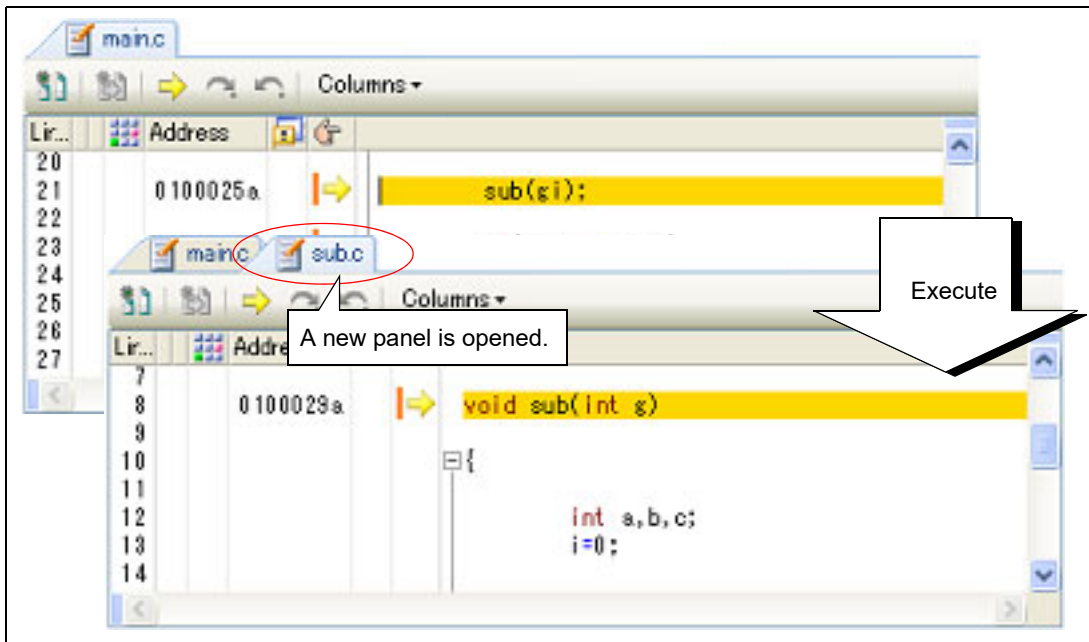 main.c
Columns
Lir... Address
20
21 0100025a sub(gi);
22
23
24
25
26
27
main.c sub.c
Columns
A new panel is opened.
Execute
Lir... Addre
7
8 0100029a void sub(int g)
9
10 {
11
12 int a,b,c;
13 i=0;
14